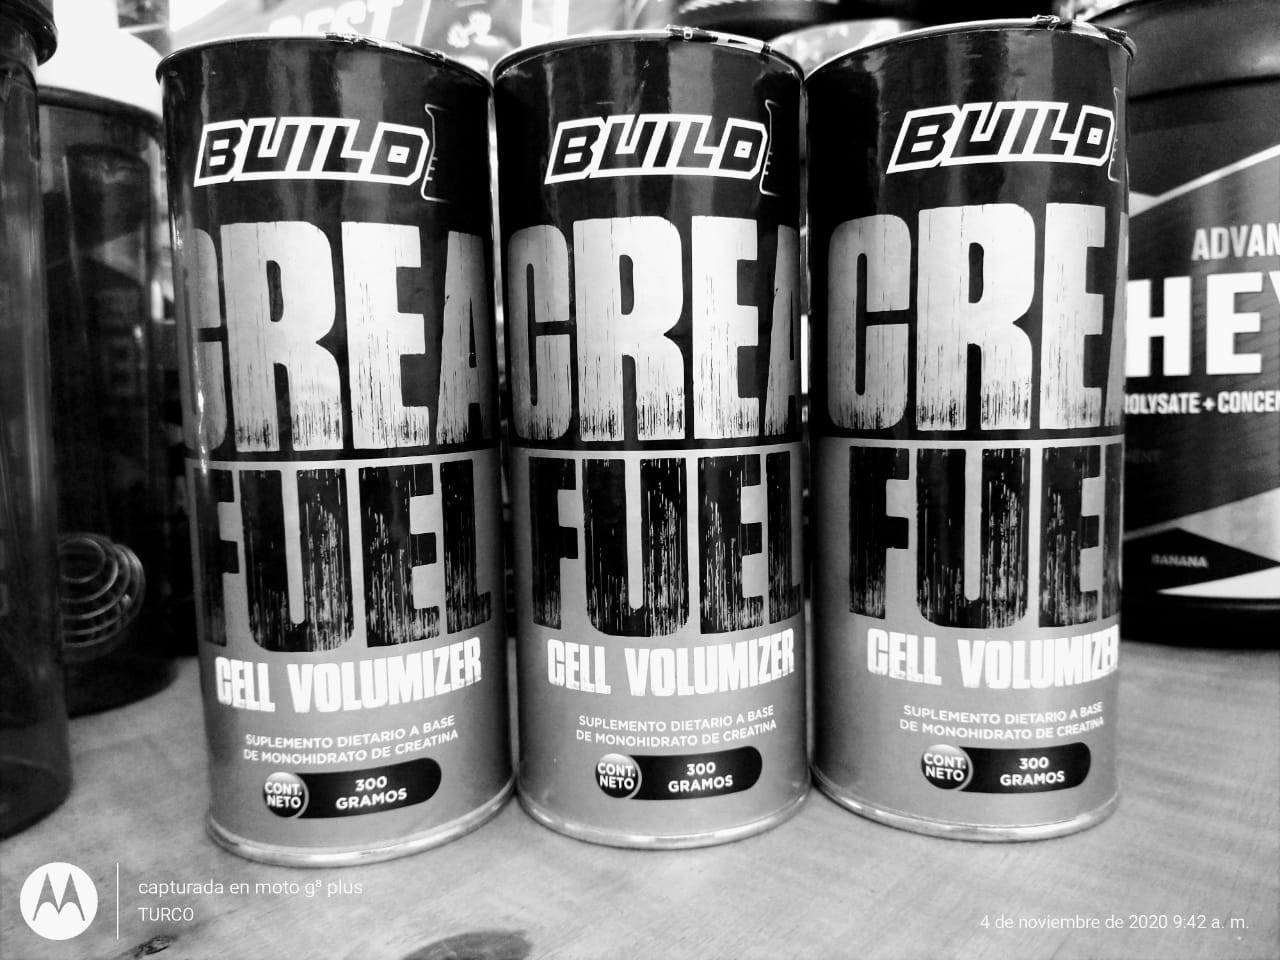 BEST
BUILD
CREA
FUEL
CELL VOLUMIZER
SUPLEMENTO DIETARIO A BASE
DE MONOHIDRATO DE CREATINA
CONT.
NETO
300
GRAMOS
BUILD
CREA
FUEL
CELL VOLUMIZER
SUPLEMENTO DIETARIO A BASE
DE MONOHIDRATO DE CREATINA
CONT.
NETO
300
GRAMOS
BUILD
CREA
FUEL
CELL VOLUMIZER
SUPLEMENTO DIETARIO A BASE
DE MONOHIDRATO DE CREATINA
CONT.
NETO
300
GRAMOS
ADVAN
HEY
ROLYSATE + CONCEN
BANANA
capturada en moto g⁸ plus
TURCO
4 de noviembre de 2020 9:42 a. m.